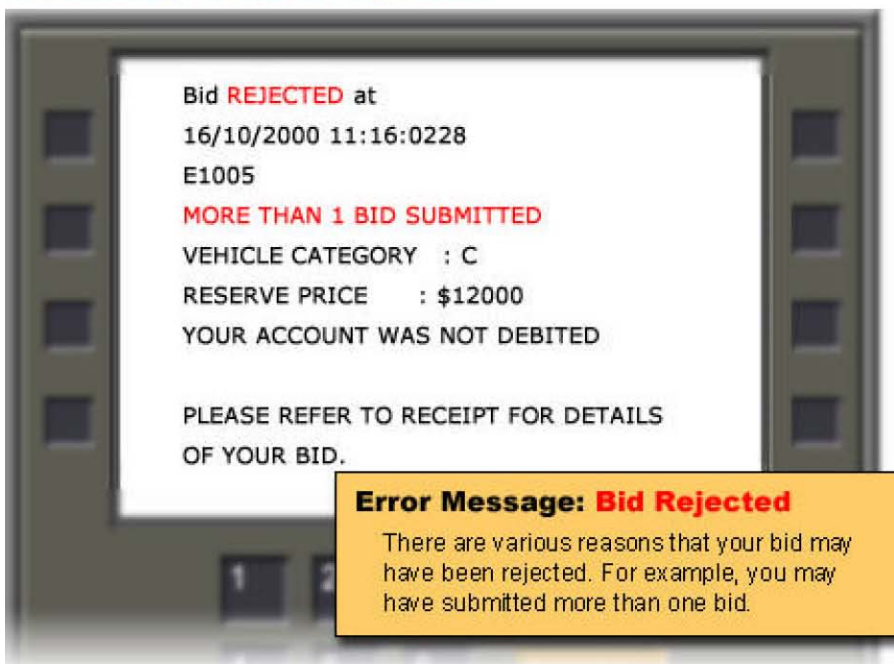 Bid REJECTED at
16/10/2000 11:16:0228
E1005
MORE THAN 1 BID SUBMITTED
VEHICLE CATEGORY : C
RESERVE PRICE : $12000
YOUR ACCOUNT WAS NOT DEBITED
PLEASE REFER TO RECEIPT FOR DETAILS
OF YOUR BID.
Error Message: Bid Rejected
There are various reasons that your bid may
have been rejected. For example, you may
have submitted more than one bid.
1 2